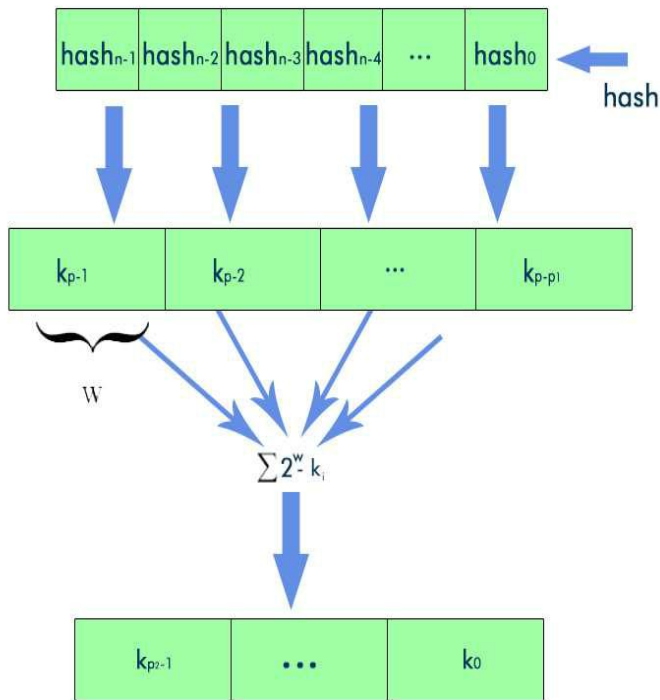 hashn-1 hashn-2 hashn-3 hashn-4 ... hash0
hash
kp-1 kp-2 ... kp-p1
W
∑2w- ki
kp2-1 ... k0